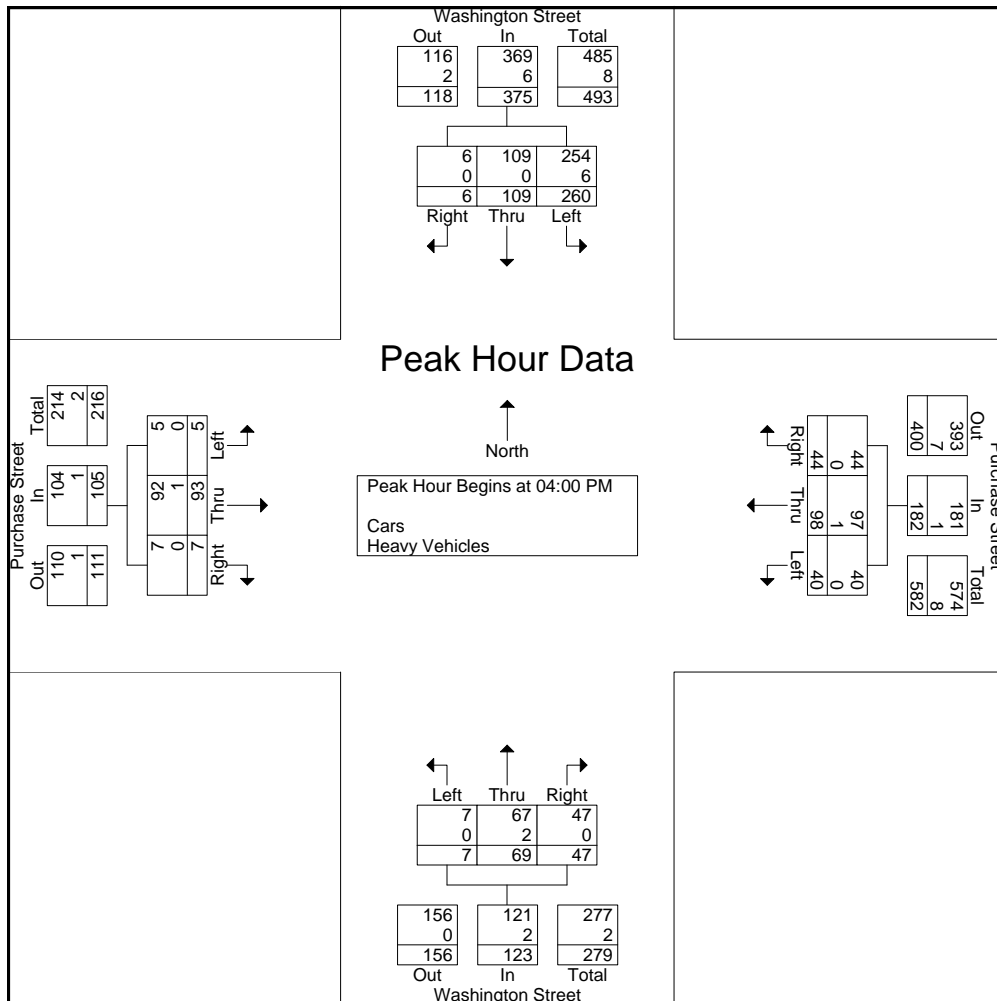 Washington Street
Out In Total
116 369 485
2 6 8
118 375 493
6 109 254
0 0 6
6 109 260
Right Thru Left
Peak Hour Data
North
Peak Hour Begins at 04:00 PM
Cars
Heavy Vehicles
Purchase Street
Total In Out
214 104 110
2 1 1
216 105 111
5 92 7
0 1 0
5 93 7
Left Thru Right
Purchase Street
Out In Total
393 181 574
7 1 8
400 182 582
44 97 40
0 1 0
44 98 40
Right Thru Left
Left Thru Right
7 67 47
0 2 0
7 69 47
156 121 277
0 2 2
156 123 279
Out In Total
Washington Street